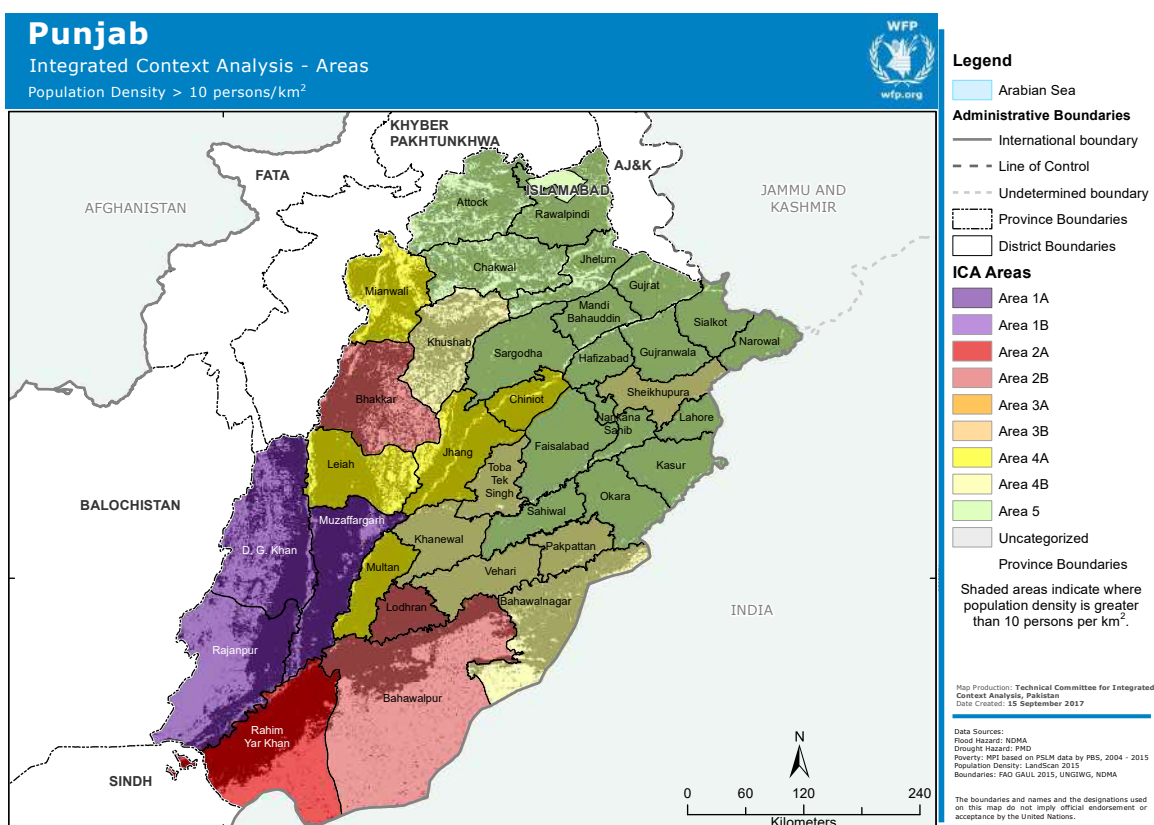 Punjab
Integrated Context Analysis - Areas
Population Density > 10 persons/km²
WFP
wfp.org
KHYBER
PAKHTUNKHWA
FATA
AJ&K
ISLAMABAD
AFGHANISTAN
JAMMU AND
KASHMIR
Attock
Rawalpindi
Chakwal
Jhelum
Mianwali
Gujrat
Mandi
Bahauddin
Sialkot
Khushab
Sargodha
Hafizabad
Gujranwala
Narowal
Bhakkar
Chiniot
Sheikhupura
Nankana
Sahib
Lahore
Faisalabad
Jhang
Leiah
Toba
Tek
Singh
Kasur
Okara
BALOCHISTAN
Muzaffargarh
Sahiwal
Khanewal
D. G. Khan
Pakpattan
Multan
Vehari
Lodhran
Bahawalnagar
INDIA
Rajanpur
Bahawalpur
Rahim
Yar Khan
SINDH
N
0 60 120 240
Kilometers
Legend
Arabian Sea
Administrative Boundaries
International boundary
Line of Control
Undetermined boundary
Province Boundaries
District Boundaries
ICA Areas
Area 1A
Area 1B
Area 2A
Area 2B
Area 3A
Area 3B
Area 4A
Area 4B
Area 5
Uncategorized
Province Boundaries
Shaded areas indicate where
population density is greater
than 10 persons per km².
Map Production: Technical Committee for Integrated
Context Analysis, Pakistan
Date Created: 15 September 2017
Data Sources:
Flood Hazard: NDMA
Drought Hazard: PMD
Poverty: MPI based on PSLM data by PBS, 2004 - 2015
Population Density: LandScan 2015
Boundaries: FAO GAUL 2015, UNGIWG, NDMA
The boundaries and names and the designations used
on this map do not imply official endorsement or
acceptance by the United Nations.